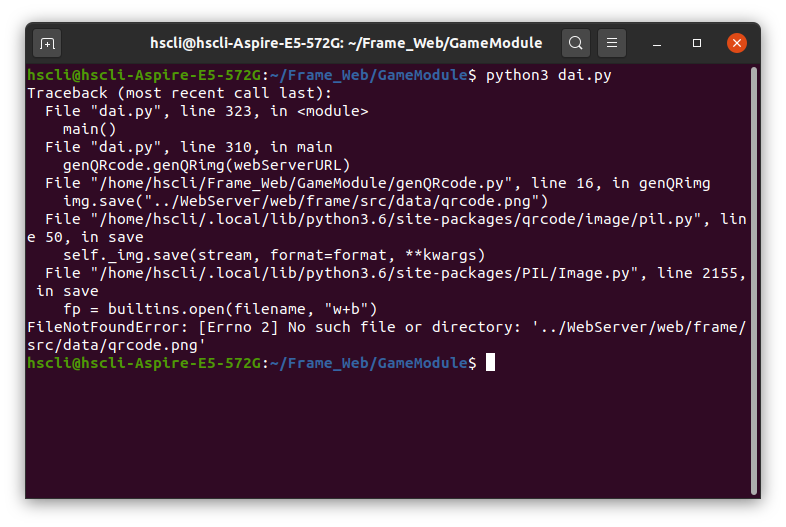 hscli@hscli-Aspire-E5-572G: ~/Frame_Web/GameModule
hscli@hscli-Aspire-E5-572G:~/Frame_Web/GameModule$ python3 dai.py
Traceback (most recent call last):
  File "dai.py", line 323, in <module>
    main()
  File "dai.py", line 310, in main
    genQRcode.genQRimg(webServerURL)
  File "/home/hscli/Frame_Web/GameModule/genQRcode.py", line 16, in genQRimg
    img.save("../WebServer/web/frame/src/data/qrcode.png")
  File "/home/hscli/.local/lib/python3.6/site-packages/qrcode/image/pil.py", lin
e 50, in save
    self._img.save(stream, format=format, **kwargs)
  File "/home/hscli/.local/lib/python3.6/site-packages/PIL/Image.py", line 2155,
 in save
    fp = builtins.open(filename, "w+b")
FileNotFoundError: [Errno 2] No such file or directory: '../WebServer/web/frame/
src/data/qrcode.png'
hscli@hscli-Aspire-E5-572G:~/Frame_Web/GameModule$